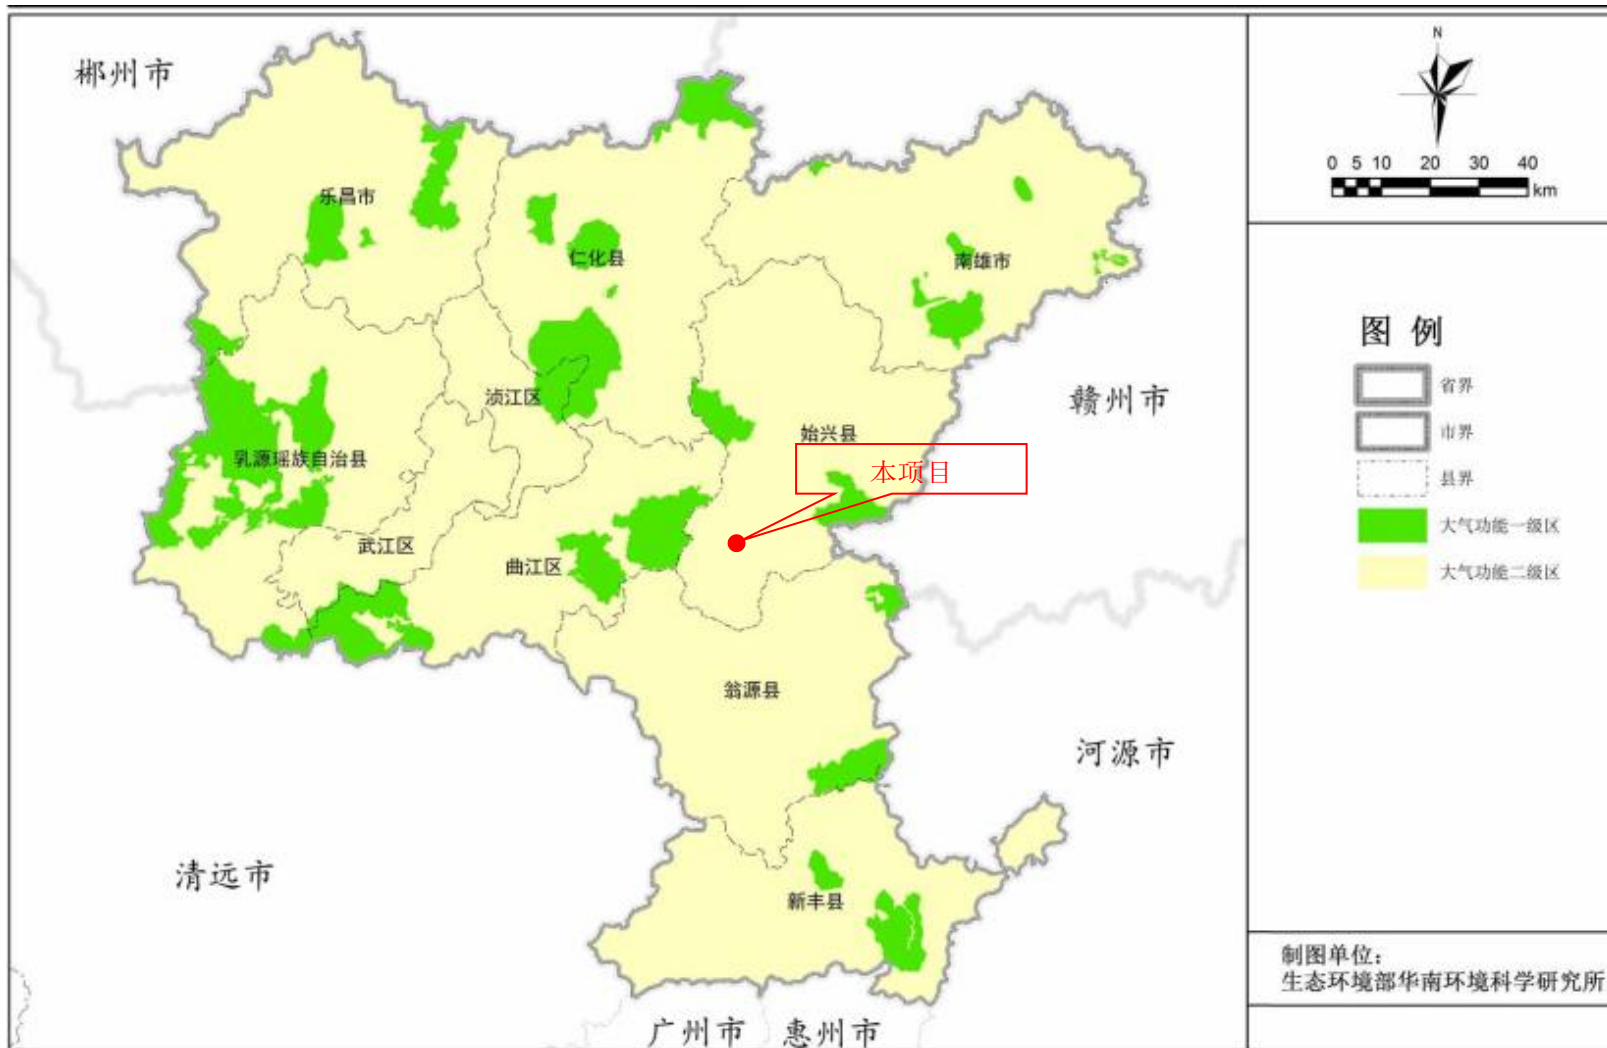 郴州市
乐昌市
仁化县
南雄市
浈江区
始兴县
赣州市
乳源瑶族自治县
本项目
武江区
曲江区
翁源县
河源市
清远市
新丰县
广州市
惠州市
N
0 5 10 20 30 40
km
图 例
省界
市界
县界
大气功能一级区
大气功能二级区
制图单位:
生态环境部华南环境科学研究所